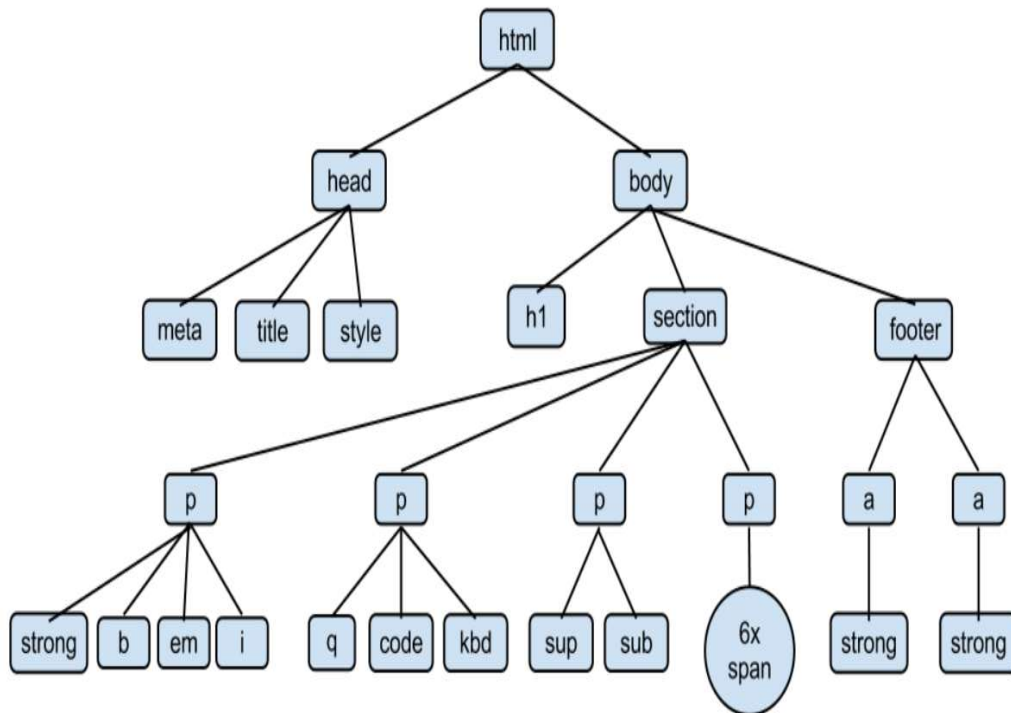 html
head
body
meta
title
style
h1
section
footer
p
p
p
p
a
a
strong
b
em
i
q
code
kbd
sup
sub
6x
span
strong
strong